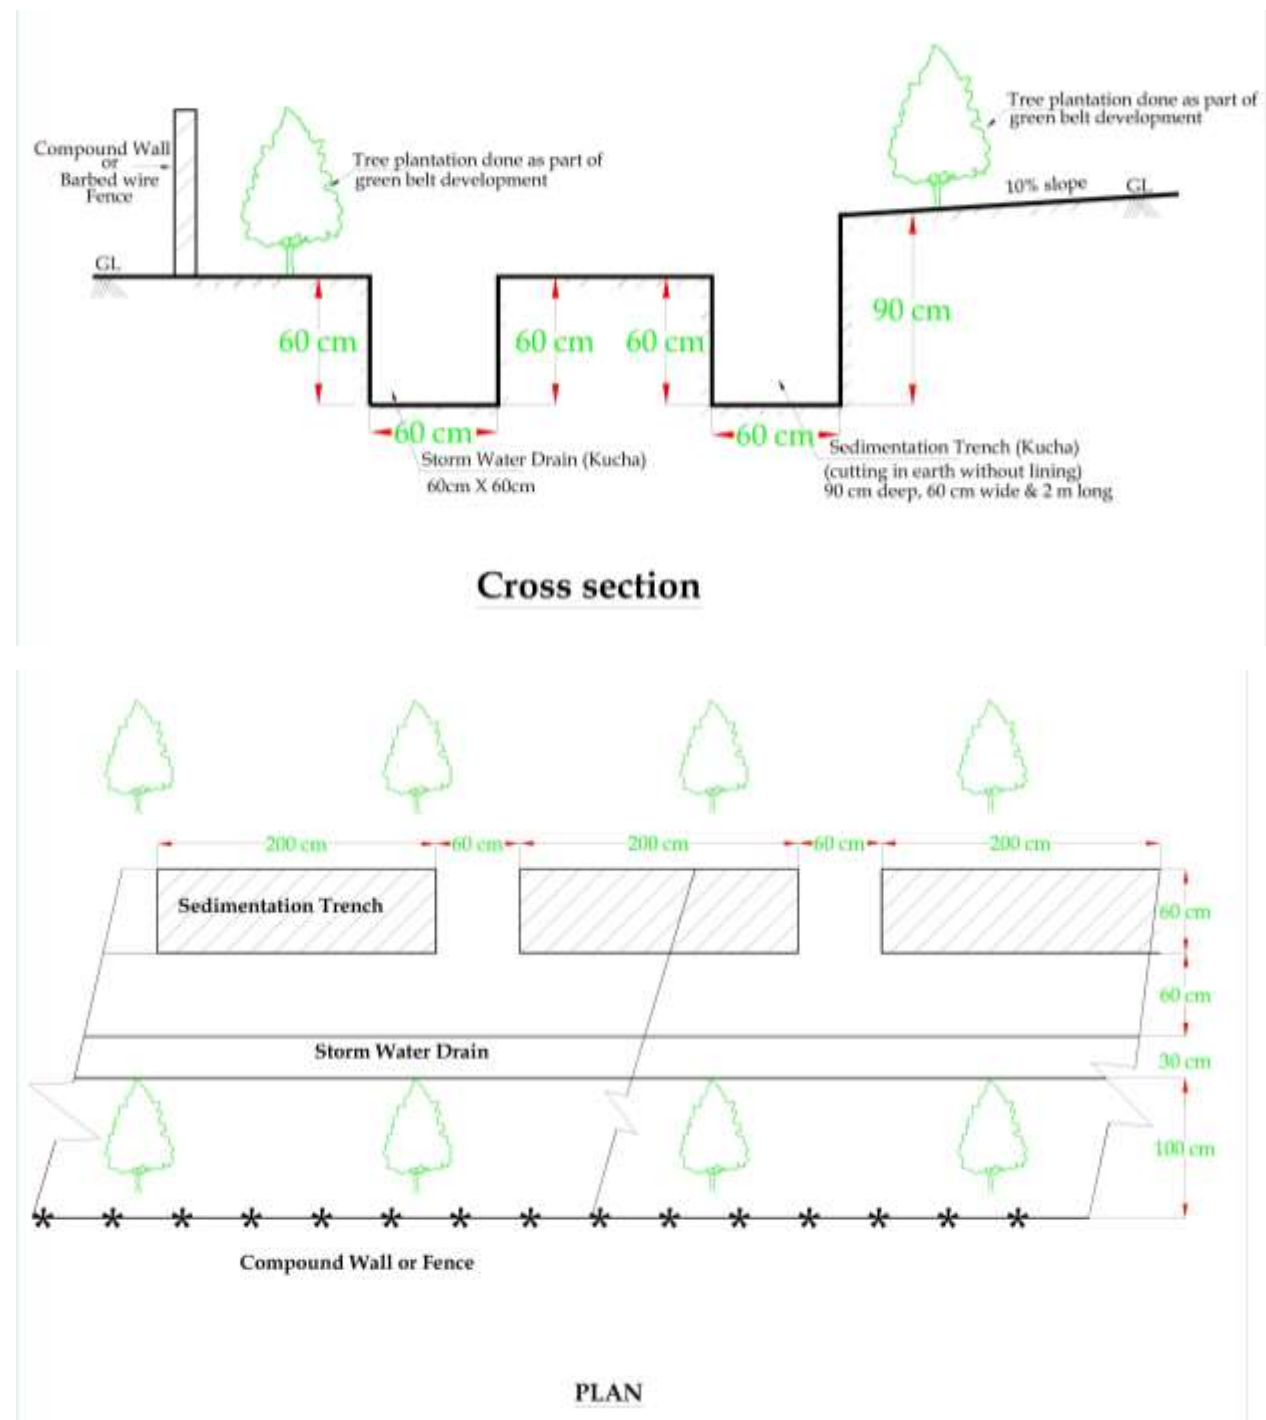 Tree plantation done as part of
green belt development
Compound Wall
or
Barbed wire
Fence
Tree plantation done as part of
green belt development
10% slope
GL
GL
90 cm
60 cm
60 cm
60 cm
60 cm
60 cm
Storm Water Drain (Kucha)
60cm X 60cm
Sedimentation Trench (Kucha)
(cutting in earth without lining)
90 cm deep, 60 cm wide & 2 m long
Cross section
200 cm
60 cm
200 cm
60 cm
200 cm
Sedimentation Trench
60 cm
60 cm
Storm Water Drain
30 cm
100 cm
Compound Wall or Fence
PLAN